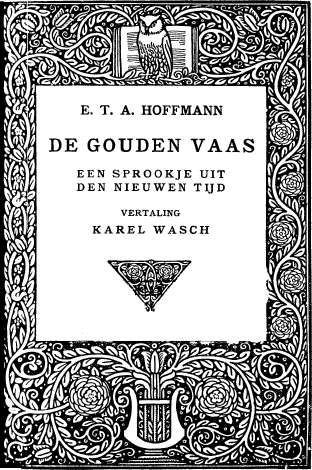 E. T. A. HOFFMANN
DE GOUDEN VAAS
EEN SPROOKJE UIT
DEN NIEUWEN TIJD
VERTALING
KAREL WASCH